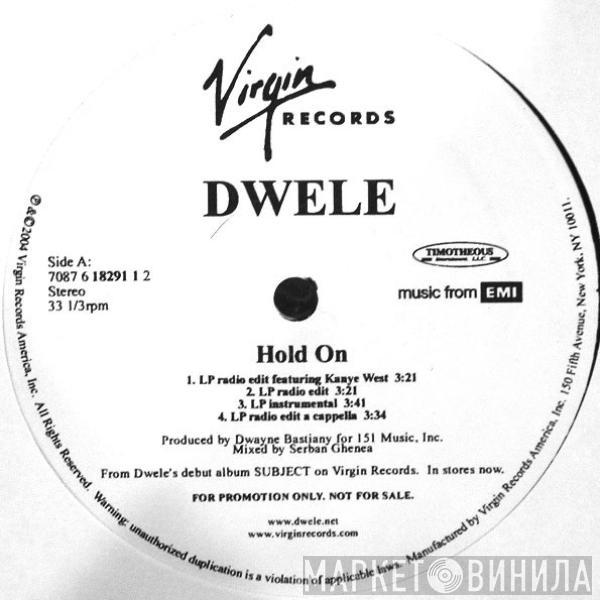 Virgin
RECORDS
DWELE
Side A:
7087 6 18291 1 2
Stereo
33 1/3rpm
TIMOTHEOUS
Entertainment, L.L.C.
music from EMI
Hold On
1. LP radio edit featuring Kanye West 3:21
2. LP radio edit 3:21
3. LP instrumental 3:41
4. LP radio edit a cappella 3:34
Produced by Dwayne Bastiany for 151 Music, Inc.
Mixed by Serban Ghenea
From Dwele's debut album SUBJECT on Virgin Records. In stores now.
FOR PROMOTION ONLY. NOT FOR SALE.
www.dwele.net
www.virginrecords.com
℗ & © 2004 Virgin Records America, Inc. All Rights Reserved. Warning: unauthorized duplication is a violation of applicable laws. Manufactured by Virgin Records America, Inc. 150 Fifth Avenue, New York, NY 10011.
МАРКЕТ ВИНИЛА